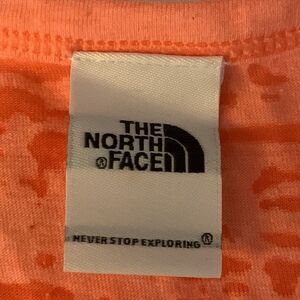 THE
NORTH
® FACE
NEVER STOP EXPLORING ®